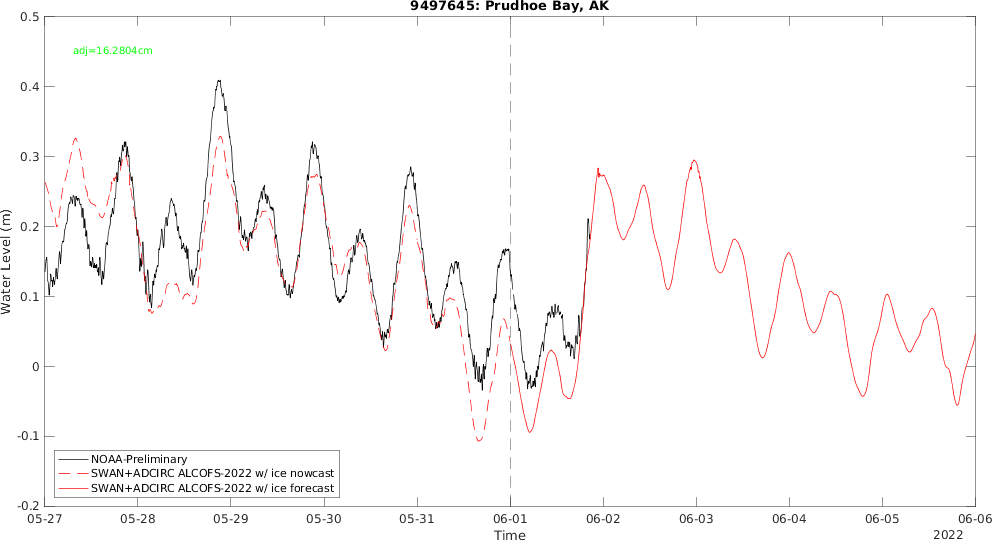 9497645: Prudhoe Bay, AK
adj=16.2804cm
Water Level (m)
0.5
0.4
0.3
0.2
0.1
0
-0.1
-0.2
NOAA-Preliminary
SWAN+ADCIRC ALCOFS-2022 w/ ice nowcast
SWAN+ADCIRC ALCOFS-2022 w/ ice forecast
05-27 05-28 05-29 05-30 05-31 06-01 06-02 06-03 06-04 06-05 06-06
Time
2022